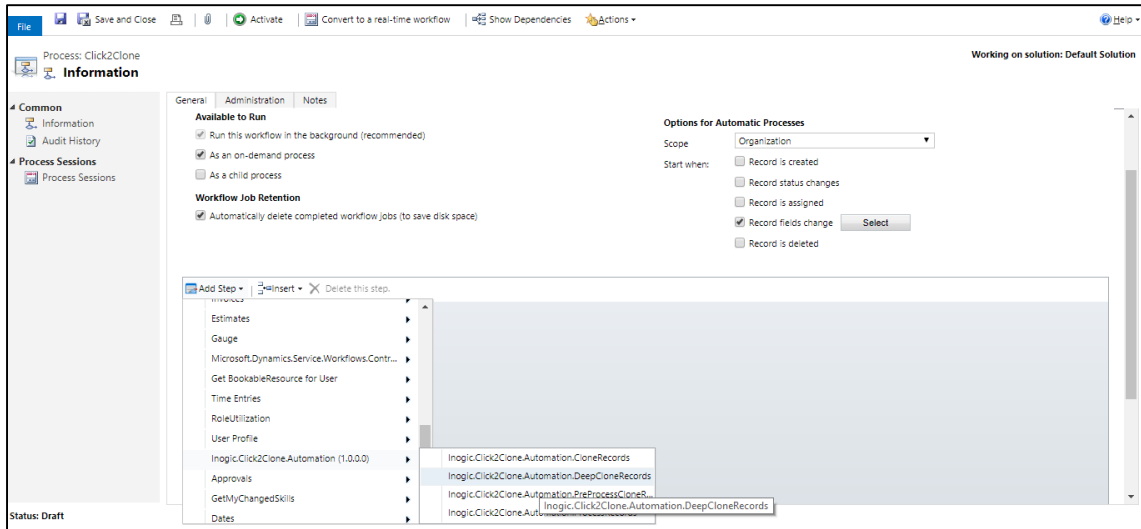 File
Save and Close
Activate
Convert to a real-time workflow
Show Dependencies
Actions
Help
Process: Click2Clone
Information
Working on solution: Default Solution
Common
Information
Audit History
Process Sessions
Process Sessions
General
Administration
Notes
Available to Run
Run this workflow in the background (recommended)
As an on-demand process
As a child process
Workflow Job Retention
Automatically delete completed workflow jobs (to save disk space)
Options for Automatic Processes
Scope
Organization
Start when:
Record is created
Record status changes
Record is assigned
Record fields change
Select
Record is deleted
Add Step
Insert
Delete this step.
Invoices
Estimates
Gauge
Microsoft.Dynamics.Service.Workflows.Contr...
Get BookableResource for User
Time Entries
RoleUtilization
User Profile
Inogic.Click2Clone.Automation (1.0.0.0)
Approvals
GetMyChangedSkills
Dates
Inogic.Click2Clone.Automation.CloneRecords
Inogic.Click2Clone.Automation.DeepCloneRecords
Inogic.Click2Clone.Automation.PreProcessCloneR...
Inogic.Click2Clone.Automation.DeepCloneRecords
Status: Draft